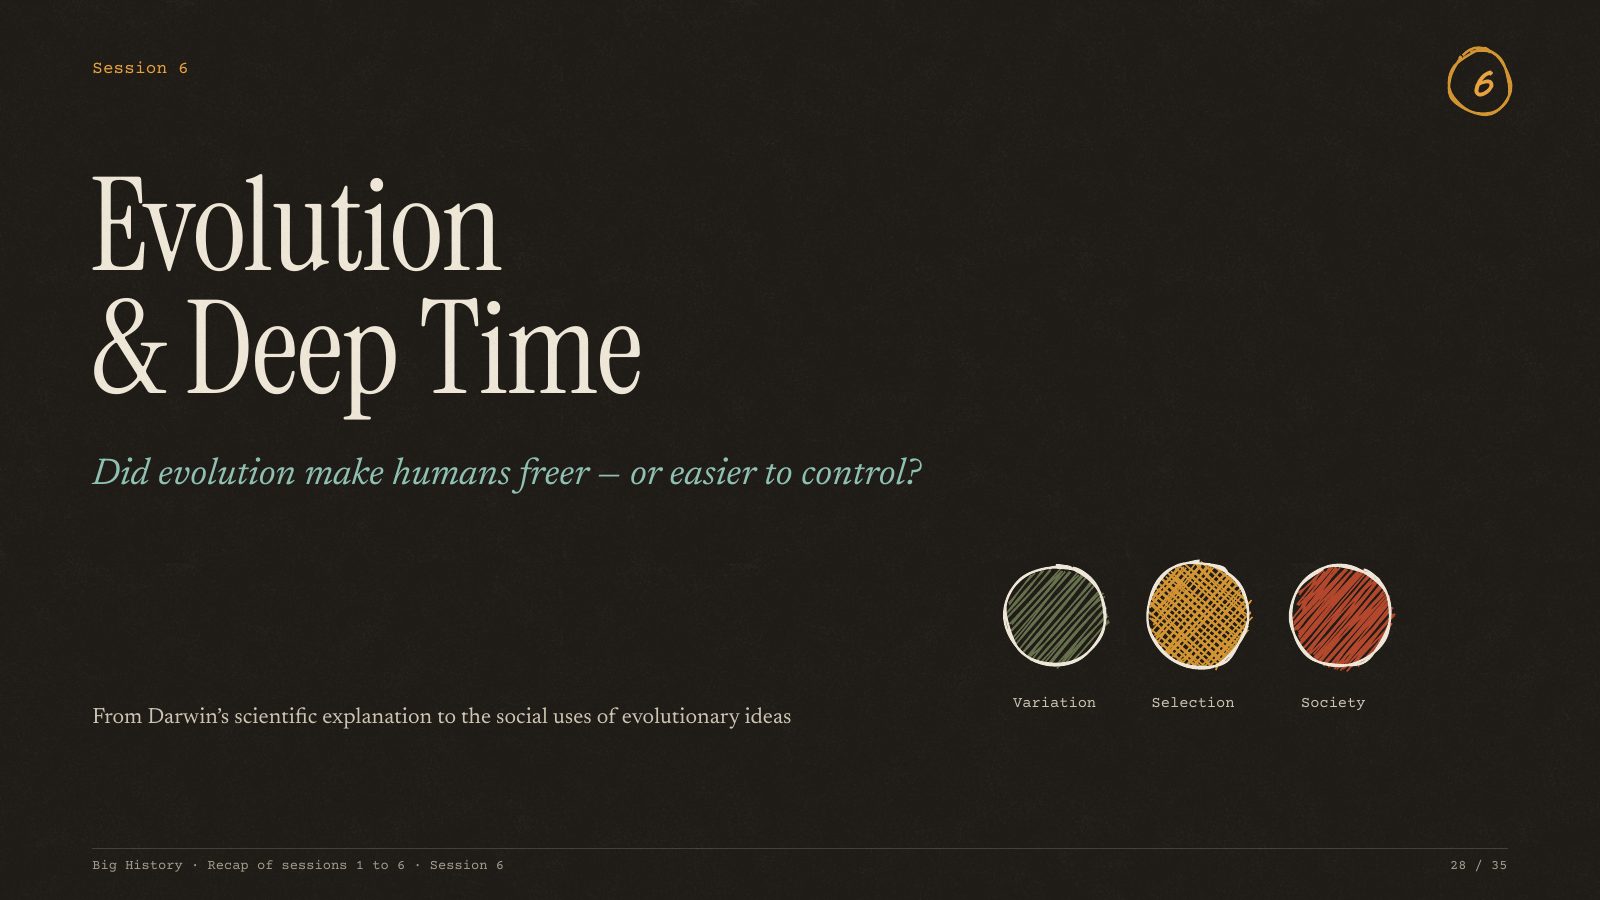 Session 6
6
Evolution
& Deep Time
Did evolution make humans freer – or easier to control?
Variation
Selection
Society
From Darwin’s scientific explanation to the social uses of evolutionary ideas
Big History · Recap of sessions 1 to 6 · Session 6
28 / 35